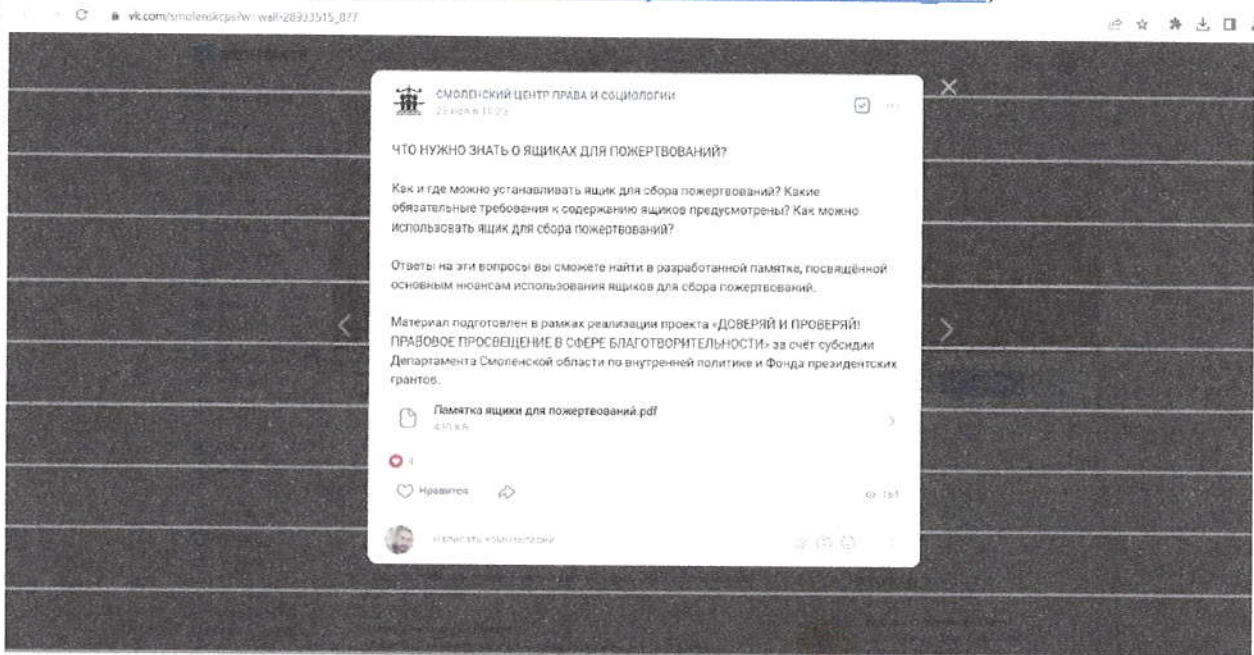 vk.com/smolenskcps?w=wall-28933515_877
СМОЛЕНСКИЙ ЦЕНТР ПРАВА И СОЦИОЛОГИИ
ЧТО НУЖНО ЗНАТЬ О ЯЩИКАХ ДЛЯ ПОЖЕРТВОВАНИЙ?
Как и где можно устанавливать ящик для сбора пожертвований? Какие
обязательные требования к содержанию ящиков предусмотрены? Как можно
использовать ящик для сбора пожертвований?
Ответы на эти вопросы вы сможете найти в разработанной памятке, посвящённой
основным нюансам использования ящиков для сбора пожертвований.
Материал подготовлен в рамках реализации проекта «ДОВЕРЯЙ И ПРОВЕРЯЙ!
ПРАВОВОЕ ПРОСВЕЩЕНИЕ В СФЕРЕ БЛАГОТВОРИТЕЛЬНОСТИ» за счёт субсидии
Департамента Смоленской области по внутренней политике и Фонда президентских
грантов.
Памятка ящики для пожертвований.pdf
4
Нравится
Написать комментарий